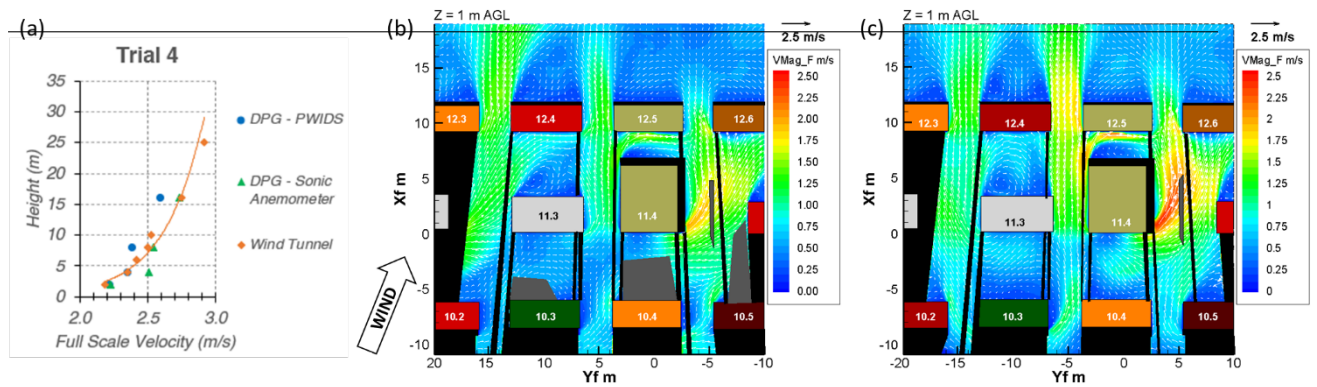 (a)
Trial 4
35
30
25
20
15
10
5
0
Height (m)
2.0 2.5 3.0
Full Scale Velocity (m/s)
DPG - PWIDS
DPG - Sonic
Anemometer
Wind Tunnel
WIND
(b)
Z = 1 m AGL
2.5 m/s
VMag_F m/s
2.50
2.25
2.00
1.75
1.50
1.25
1.00
0.75
0.50
0.25
0.00
15
10
5
0
-5
-10
Xf m
12.3 12.4 12.5 12.6
11.3 11.4
10.2 10.3 10.4 10.5
20 15 10 5 0 -5 -10
Yf m
(c)
Z = 1 m AGL
2.5 m/s
VMag_F m/s
2.5
2.25
2
1.75
1.5
1.25
1
0.75
0.5
0.25
0
15
10
5
0
-5
-10
Xf m
12.3 12.4 12.5 12.6
11.3 11.4
10.2 10.3 10.4 10.5
-20 -15 -10 -5 0 5 10
Yf m